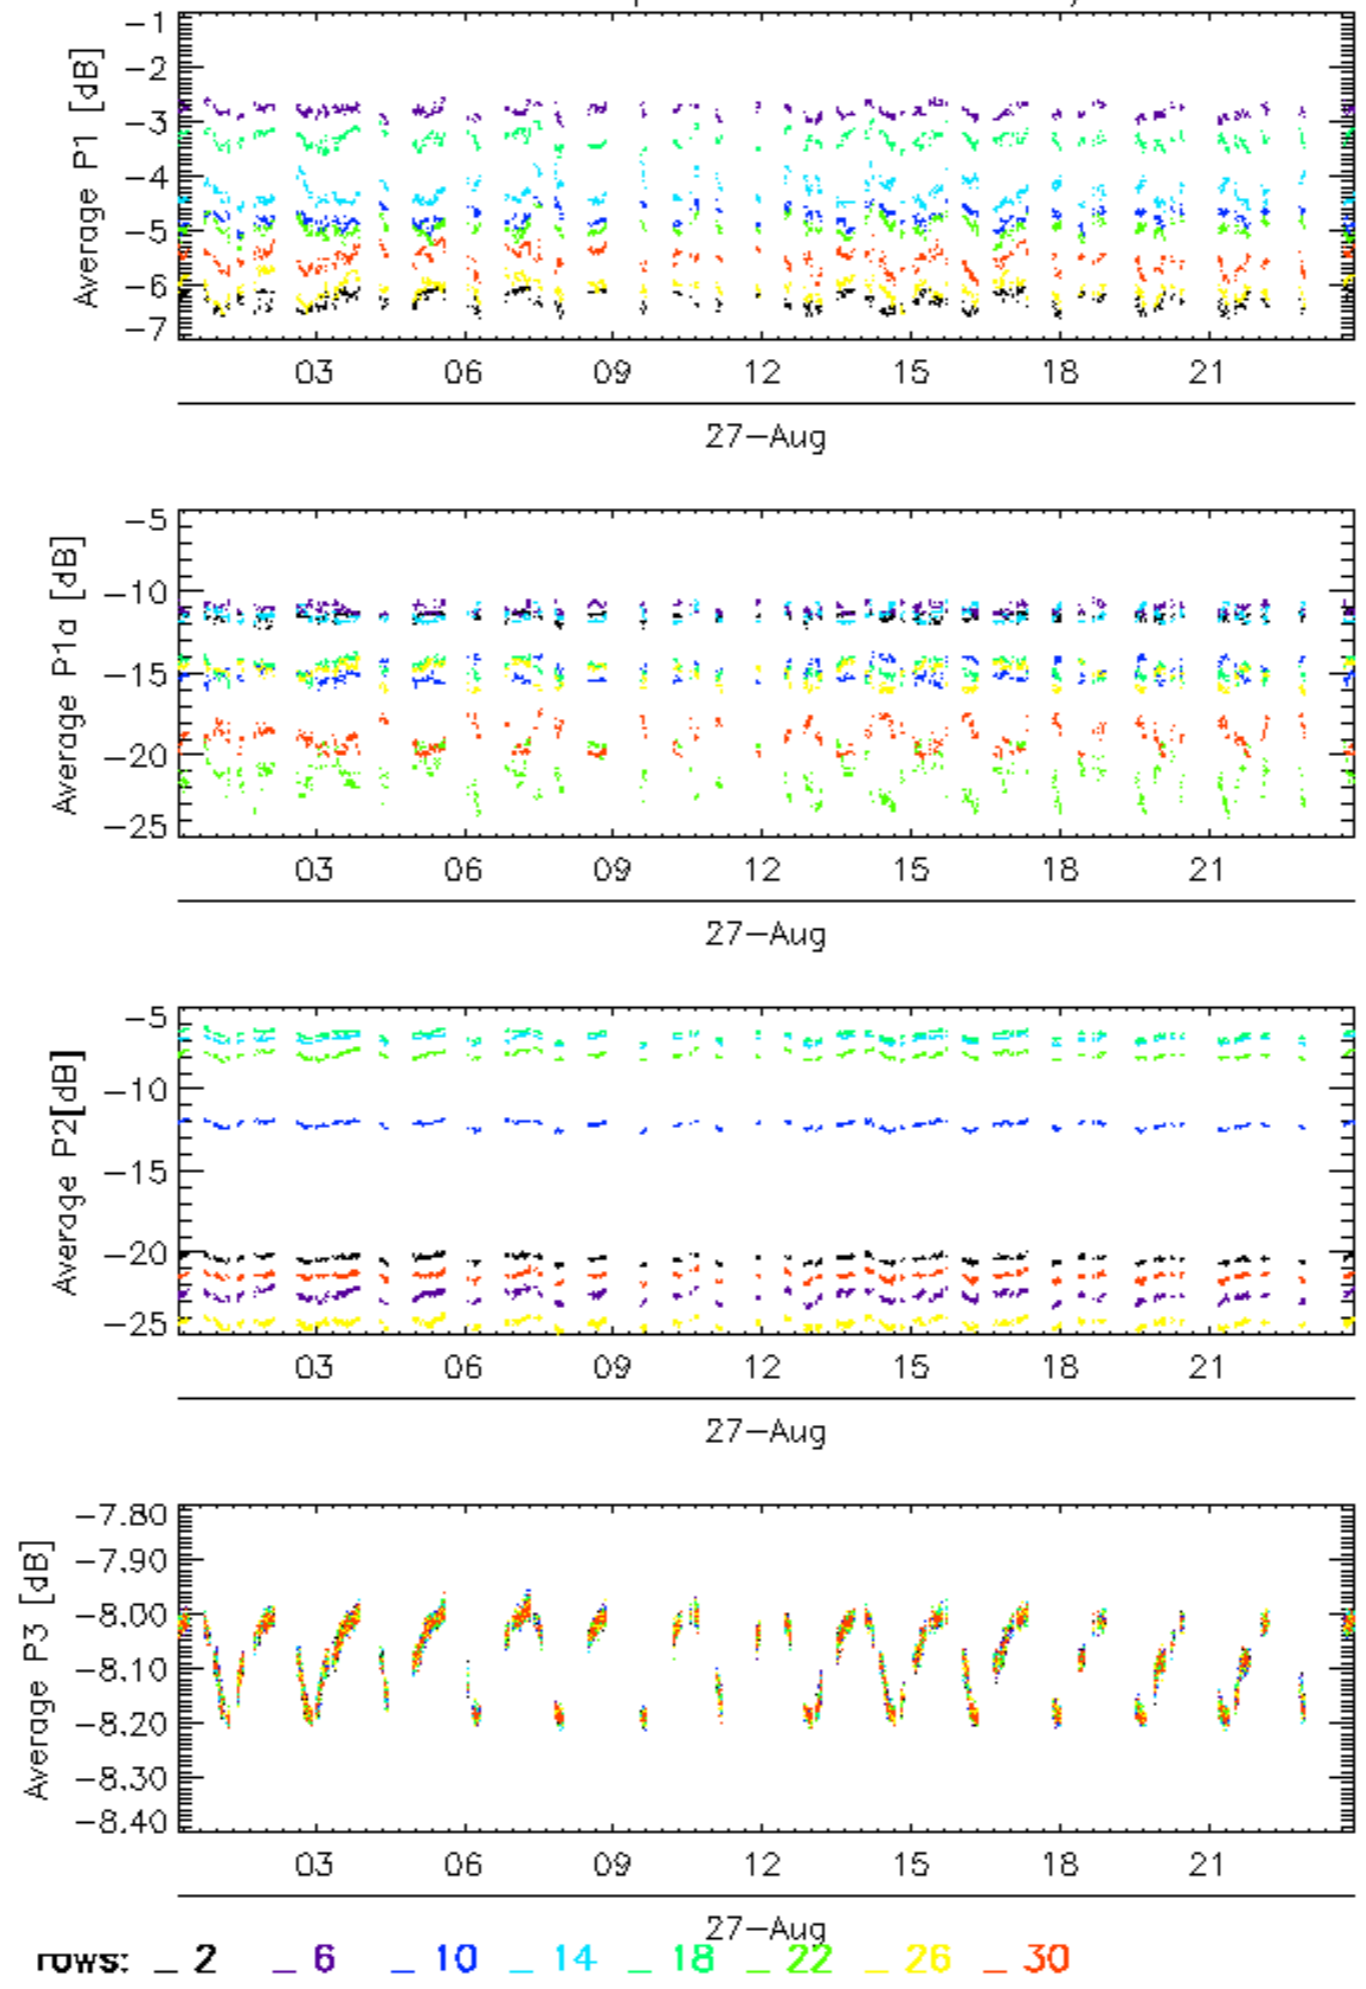 −1
−2
−3
−4
−5
−6
−7
Average P1 [dB]
03 06 09 12 15 18 21
27−Aug
−5
−10
−15
−20
−25
Average P1a [dB]
03 06 09 12 15 18 21
27−Aug
−5
−10
−15
−20
−25
Average P2[dB]
03 06 09 12 15 18 21
27−Aug
−7.80
−7.90
−8.00
−8.10
−8.20
−8.30
−8.40
Average P3 [dB]
03 06 09 12 15 18 21
27−Aug
rows: _ 2 _ 6 _ 10 _ 14 _ 18 _ 22 _ 26 _ 30